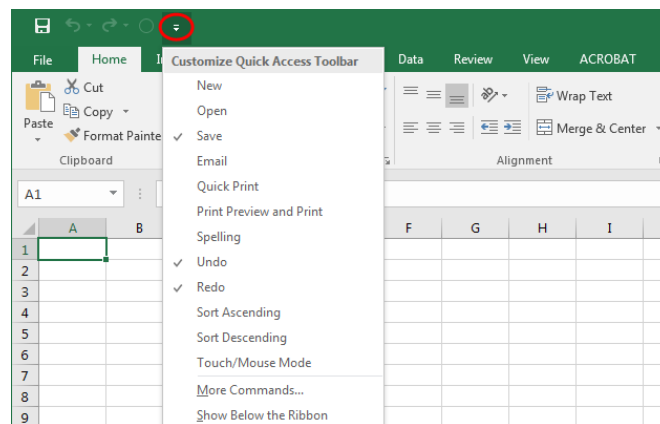 File Home Data Review View ACROBAT
Customize Quick Access Toolbar
New
Open
Save
Email
Quick Print
Print Preview and Print
Spelling
Undo
Redo
Sort Ascending
Sort Descending
Touch/Mouse Mode
More Commands...
Show Below the Ribbon
Paste
Cut
Copy
Format Painte
Clipboard
Wrap Text
Merge & Center
Alignment
A1
A B F G H I
1
2
3
4
5
6
7
8
9